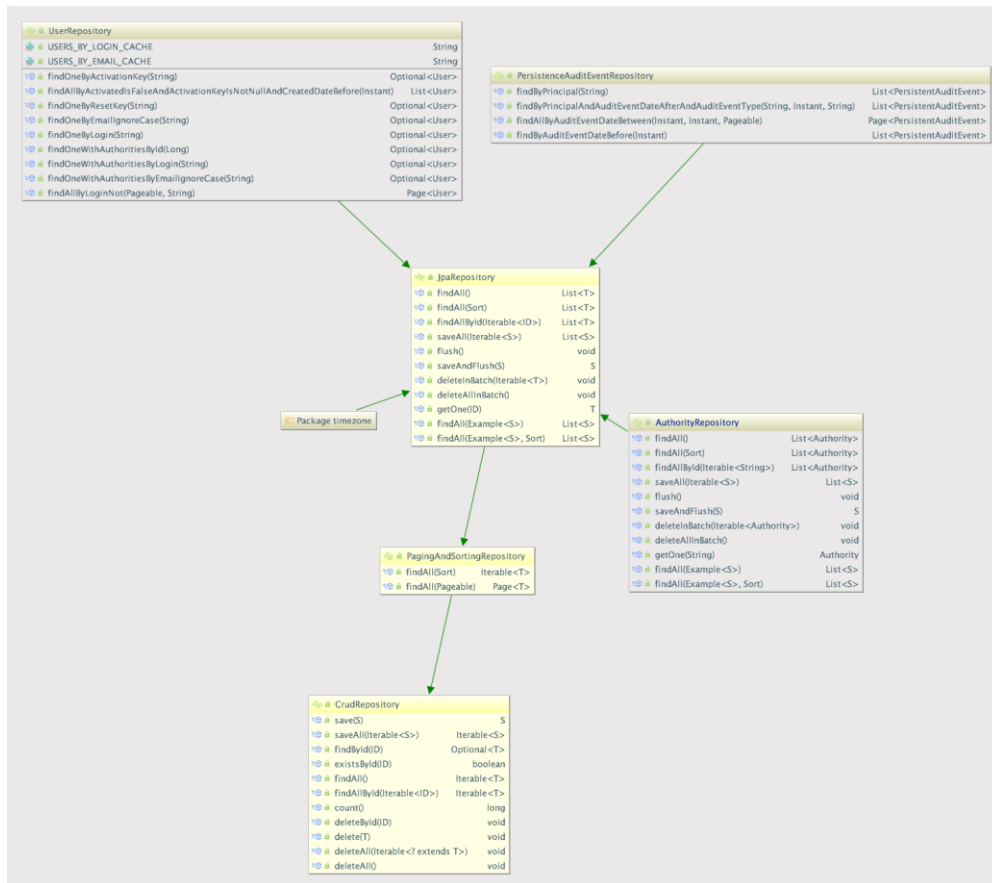 UserRepository
USERS_BY_LOGIN_CACHE String
USERS_BY_EMAIL_CACHE String
findOneByActivationKey(String) Optional<User>
findAllByActivatedIsFalseAndActivationKeyIsNotNullAndCreatedDateBefore(Instant) List<User>
findOneByResetKey(String) Optional<User>
findOneByEmailIgnoreCase(String) Optional<User>
findOneByLogin(String) Optional<User>
findOneWithAuthoritiesById(Long) Optional<User>
findOneWithAuthoritiesByLogin(String) Optional<User>
findOneWithAuthoritiesByEmailIgnoreCase(String) Optional<User>
findAllByLoginNot(Pageable, String) Page<User>
PersistenceAuditEventRepository
findByPrincipal(String) List<PersistentAuditEvent>
findByPrincipalAndAuditEventDateAfterAndAuditEventType(String, Instant, String) List<PersistentAuditEvent>
findAllByAuditEventDateBetween(Instant, Instant, Pageable) Page<PersistentAuditEvent>
findByAuditEventDateBefore(Instant) List<PersistentAuditEvent>
JpaRepository
findAll() List<T>
findAll(Sort) List<T>
findAllById(Iterable<ID>) List<T>
saveAll(Iterable<S>) List<S>
flush() void
saveAndFlush(S) S
deleteInBatch(Iterable<T>) void
deleteAllInBatch() void
getOne(ID) T
findAll(Example<S>) List<S>
findAll(Example<S>, Sort) List<S>
Package timezone
AuthorityRepository
findAll() List<Authority>
findAll(Sort) List<Authority>
findAllById(Iterable<String>) List<Authority>
saveAll(Iterable<S>) List<S>
flush() void
saveAndFlush(S) S
deleteInBatch(Iterable<Authority>) void
deleteAllInBatch() void
getOne(String) Authority
findAll(Example<S>) List<S>
findAll(Example<S>, Sort) List<S>
PagingAndSortingRepository
findAll(Sort) Iterable<T>
findAll(Pageable) Page<T>
CrudRepository
save(S) S
saveAll(Iterable<S>) Iterable<S>
findById(ID) Optional<T>
existsById(ID) boolean
findAll() Iterable<T>
findAllById(Iterable<ID>) Iterable<T>
count() long
deleteById(ID) void
delete(T) void
deleteAll(Iterable<? extends T>) void
deleteAll() void